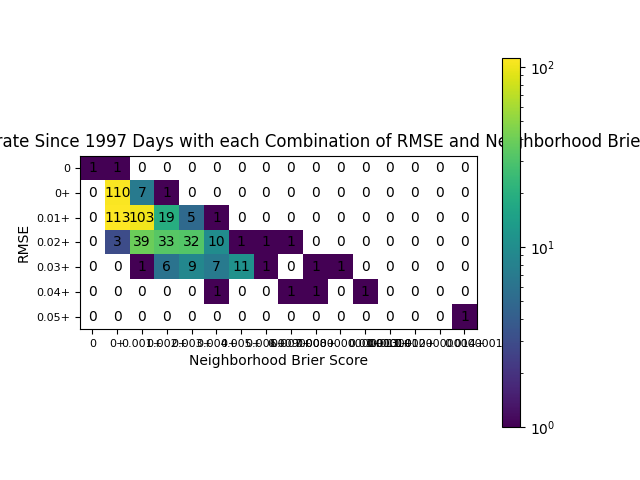 rate Since 1997 Days with each Combination of RMSE and Neighborhood Brie
RMSE
0 1 1 0 0 0 0 0 0 0 0 0 0 0 0 0 0
0+ 0 110 7 1 0 0 0 0 0 0 0 0 0 0 0 0
0.01+ 0 113 103 19 5 1 0 0 0 0 0 0 0 0 0 0
0.02+ 0 3 39 33 32 10 1 1 1 0 0 0 0 0 0 0
0.03+ 0 0 1 6 9 7 11 1 0 1 1 0 0 0 0 0
0.04+ 0 0 0 0 0 1 0 0 1 1 0 1 0 0 0 0
0.05+ 0 0 0 0 0 0 0 0 0 0 0 0 0 0 0 1
0 0+ 0.001+ 0.002+ 0.003+ 0.004+
Neighborhood Brier Score
10²
10¹
10⁰